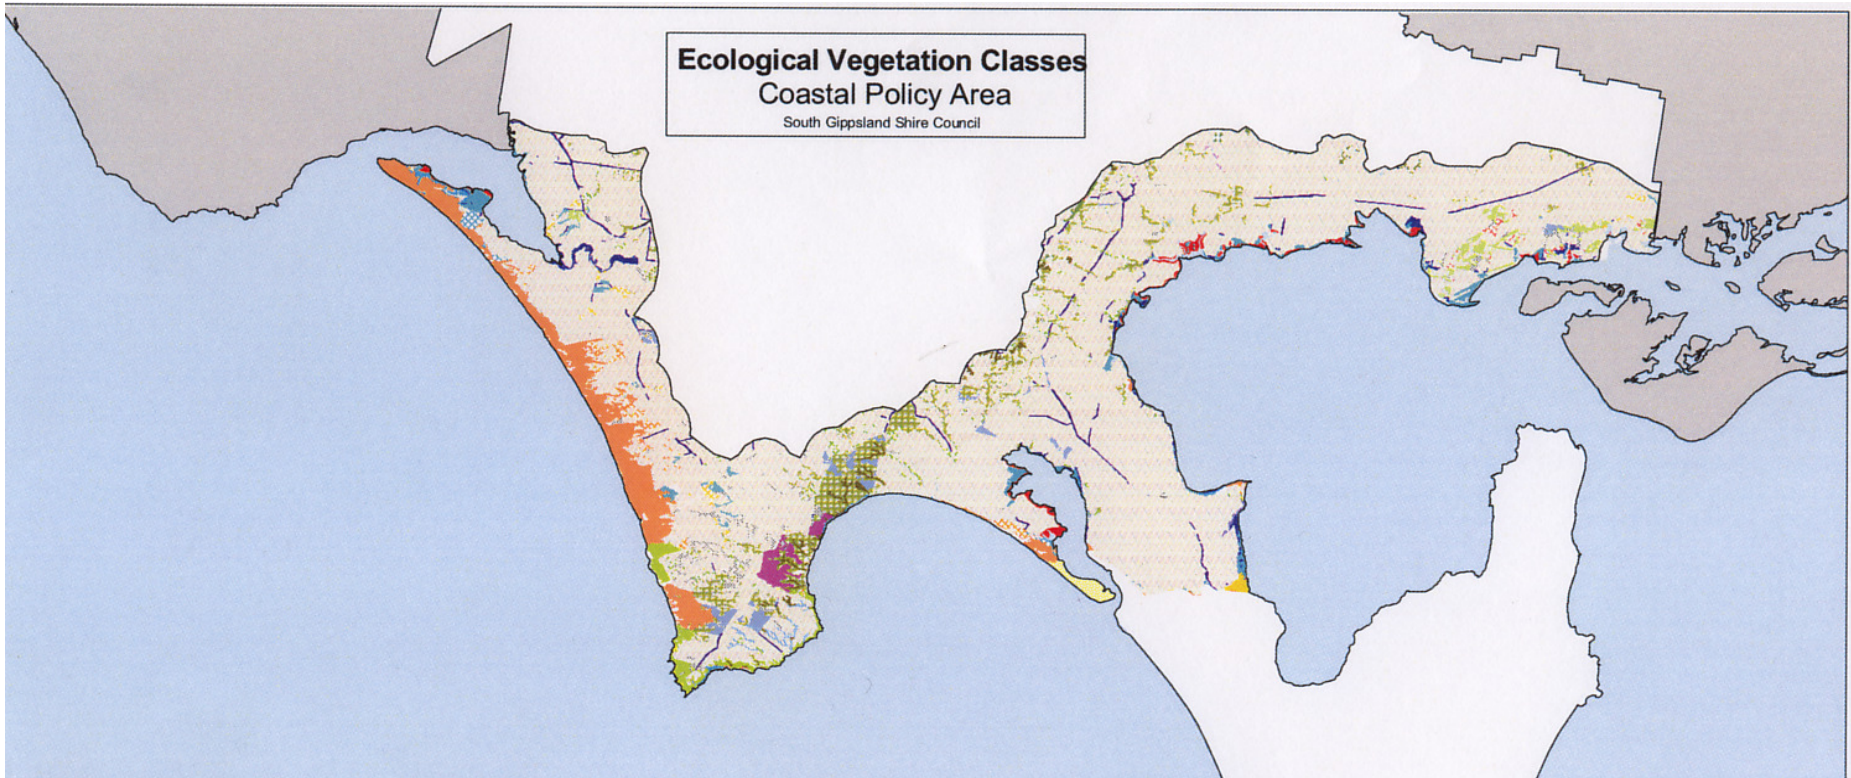 Ecological Vegetation Classes
Coastal Policy Area
South Gippsland Shire Council